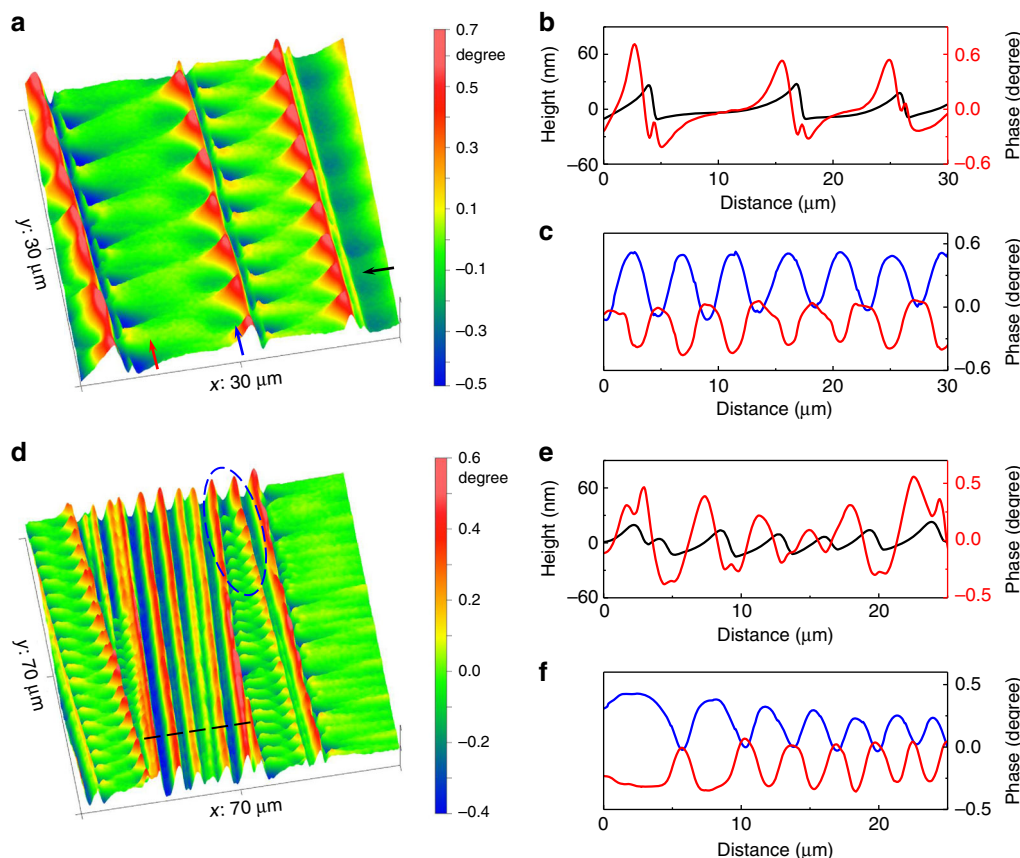 a
0.7
degree
0.5
0.3
0.1
–0.1
–0.3
–0.5
y: 30 μm
x: 30 μm
b
60
0
–60
Height (nm)
0.6
0.0
–0.6
Phase (degree)
0 10 20 30
Distance (μm)
c
0.6
0.0
–0.6
Phase (degree)
0 10 20 30
Distance (μm)
d
0.6
degree
0.4
0.2
0.0
–0.2
–0.4
y: 70 μm
x: 70 μm
e
60
0
–60
Height (nm)
0.5
0.0
–0.5
Phase (degree)
0 10 20
Distance (μm)
f
0.5
0.0
–0.5
Phase (degree)
0 10 20
Distance (μm)